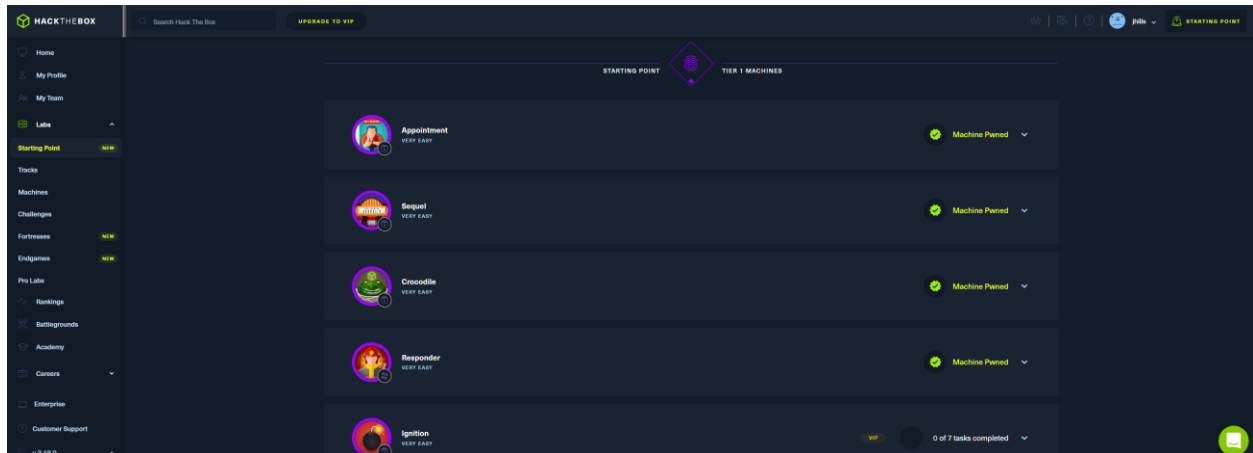 HACKTHEBOX
Search Hack The Box
UPGRADE TO VIP
jhills
STARTING POINT
Home
My Profile
My Team
Labs
Starting Point NEW
Tracks
Machines
Challenges
Fortresses NEW
Endgames NEW
Pro Labs
Rankings
Battlegrounds
Academy
Careers
Enterprise
Customer Support
STARTING POINT
TIER 1 MACHINES
Appointment
VERY EASY
Machine Pwned
Sequel
VERY EASY
Machine Pwned
Crocodile
VERY EASY
Machine Pwned
Responder
VERY EASY
Machine Pwned
Ignition
VERY EASY
VIP
0 of 7 tasks completed